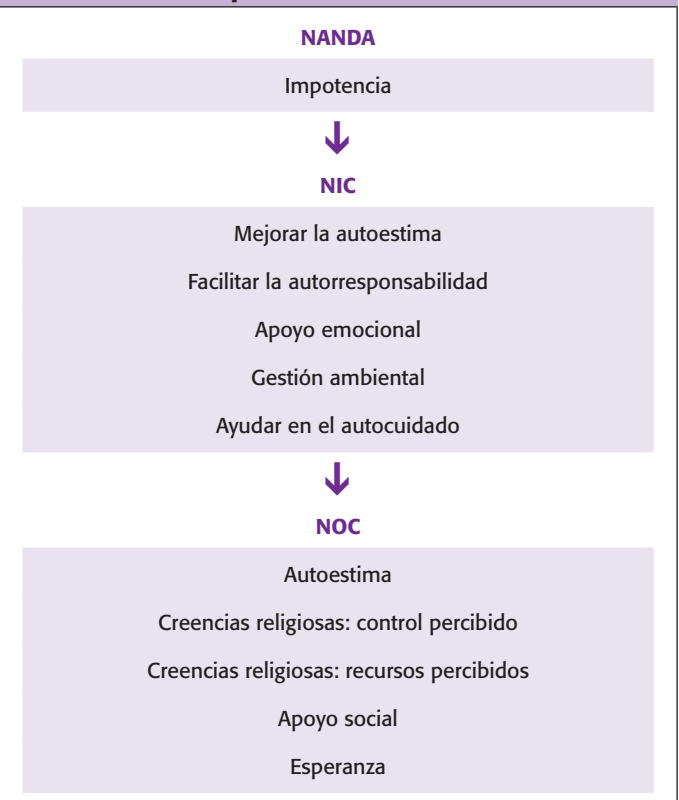 NANDA
Impotencia
NIC
Mejorar la autoestima
Facilitar la autorresponsabilidad
Apoyo emocional
Gestión ambiental
Ayudar en el autocuidado
NOC
Autoestima
Creencias religiosas: control percibido
Creencias religiosas: recursos percibidos
Apoyo social
Esperanza